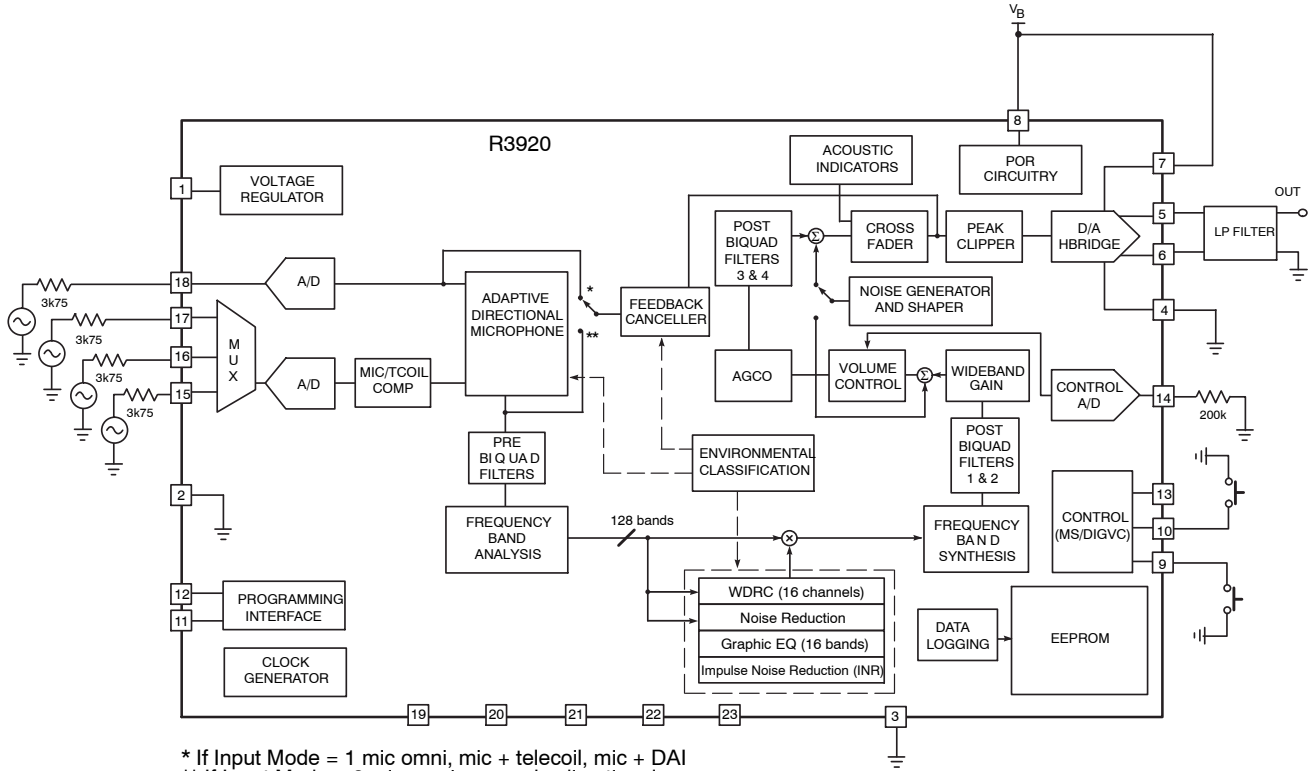 VB
8
R3920
ACOUSTIC
INDICATORS
POR
CIRCUITRY
7
1
VOLTAGE
REGULATOR
OUT
5
POST
BIQUAD
FILTERS
3 & 4
Σ
CROSS
FADER
PEAK
CLIPPER
D/A
HBRIDGE
LP FILTER
6
18
A/D
3k75
ADAPTIVE
DIRECTIONAL
MICROPHONE
*
**
FEEDBACK
CANCELLER
NOISE GENERATOR
AND SHAPER
4
17
3k75
MUX
16
3k75
15
3k75
A/D
MIC/TCOIL
COMP
AGCO
VOLUME
CONTROL
Σ
WIDEBAND
GAIN
CONTROL
A/D
14
200k
PRE
BIQUAD
FILTERS
ENVIRONMENTAL
CLASSIFICATION
POST
BIQUAD
FILTERS
1 & 2
2
13
CONTROL
(MS/DIGVC)
10
9
FREQUENCY
BAND
ANALYSIS
128 bands
×
FREQUENCY
BAND
SYNTHESIS
12
11
PROGRAMMING
INTERFACE
WDRC (16 channels)
Noise Reduction
Graphic EQ (16 bands)
Impulse Noise Reduction (INR)
DATA
LOGGING
EEPROM
CLOCK
GENERATOR
19
20
21
22
23
3
* If Input Mode = 1 mic omni, mic + telecoil, mic + DAI